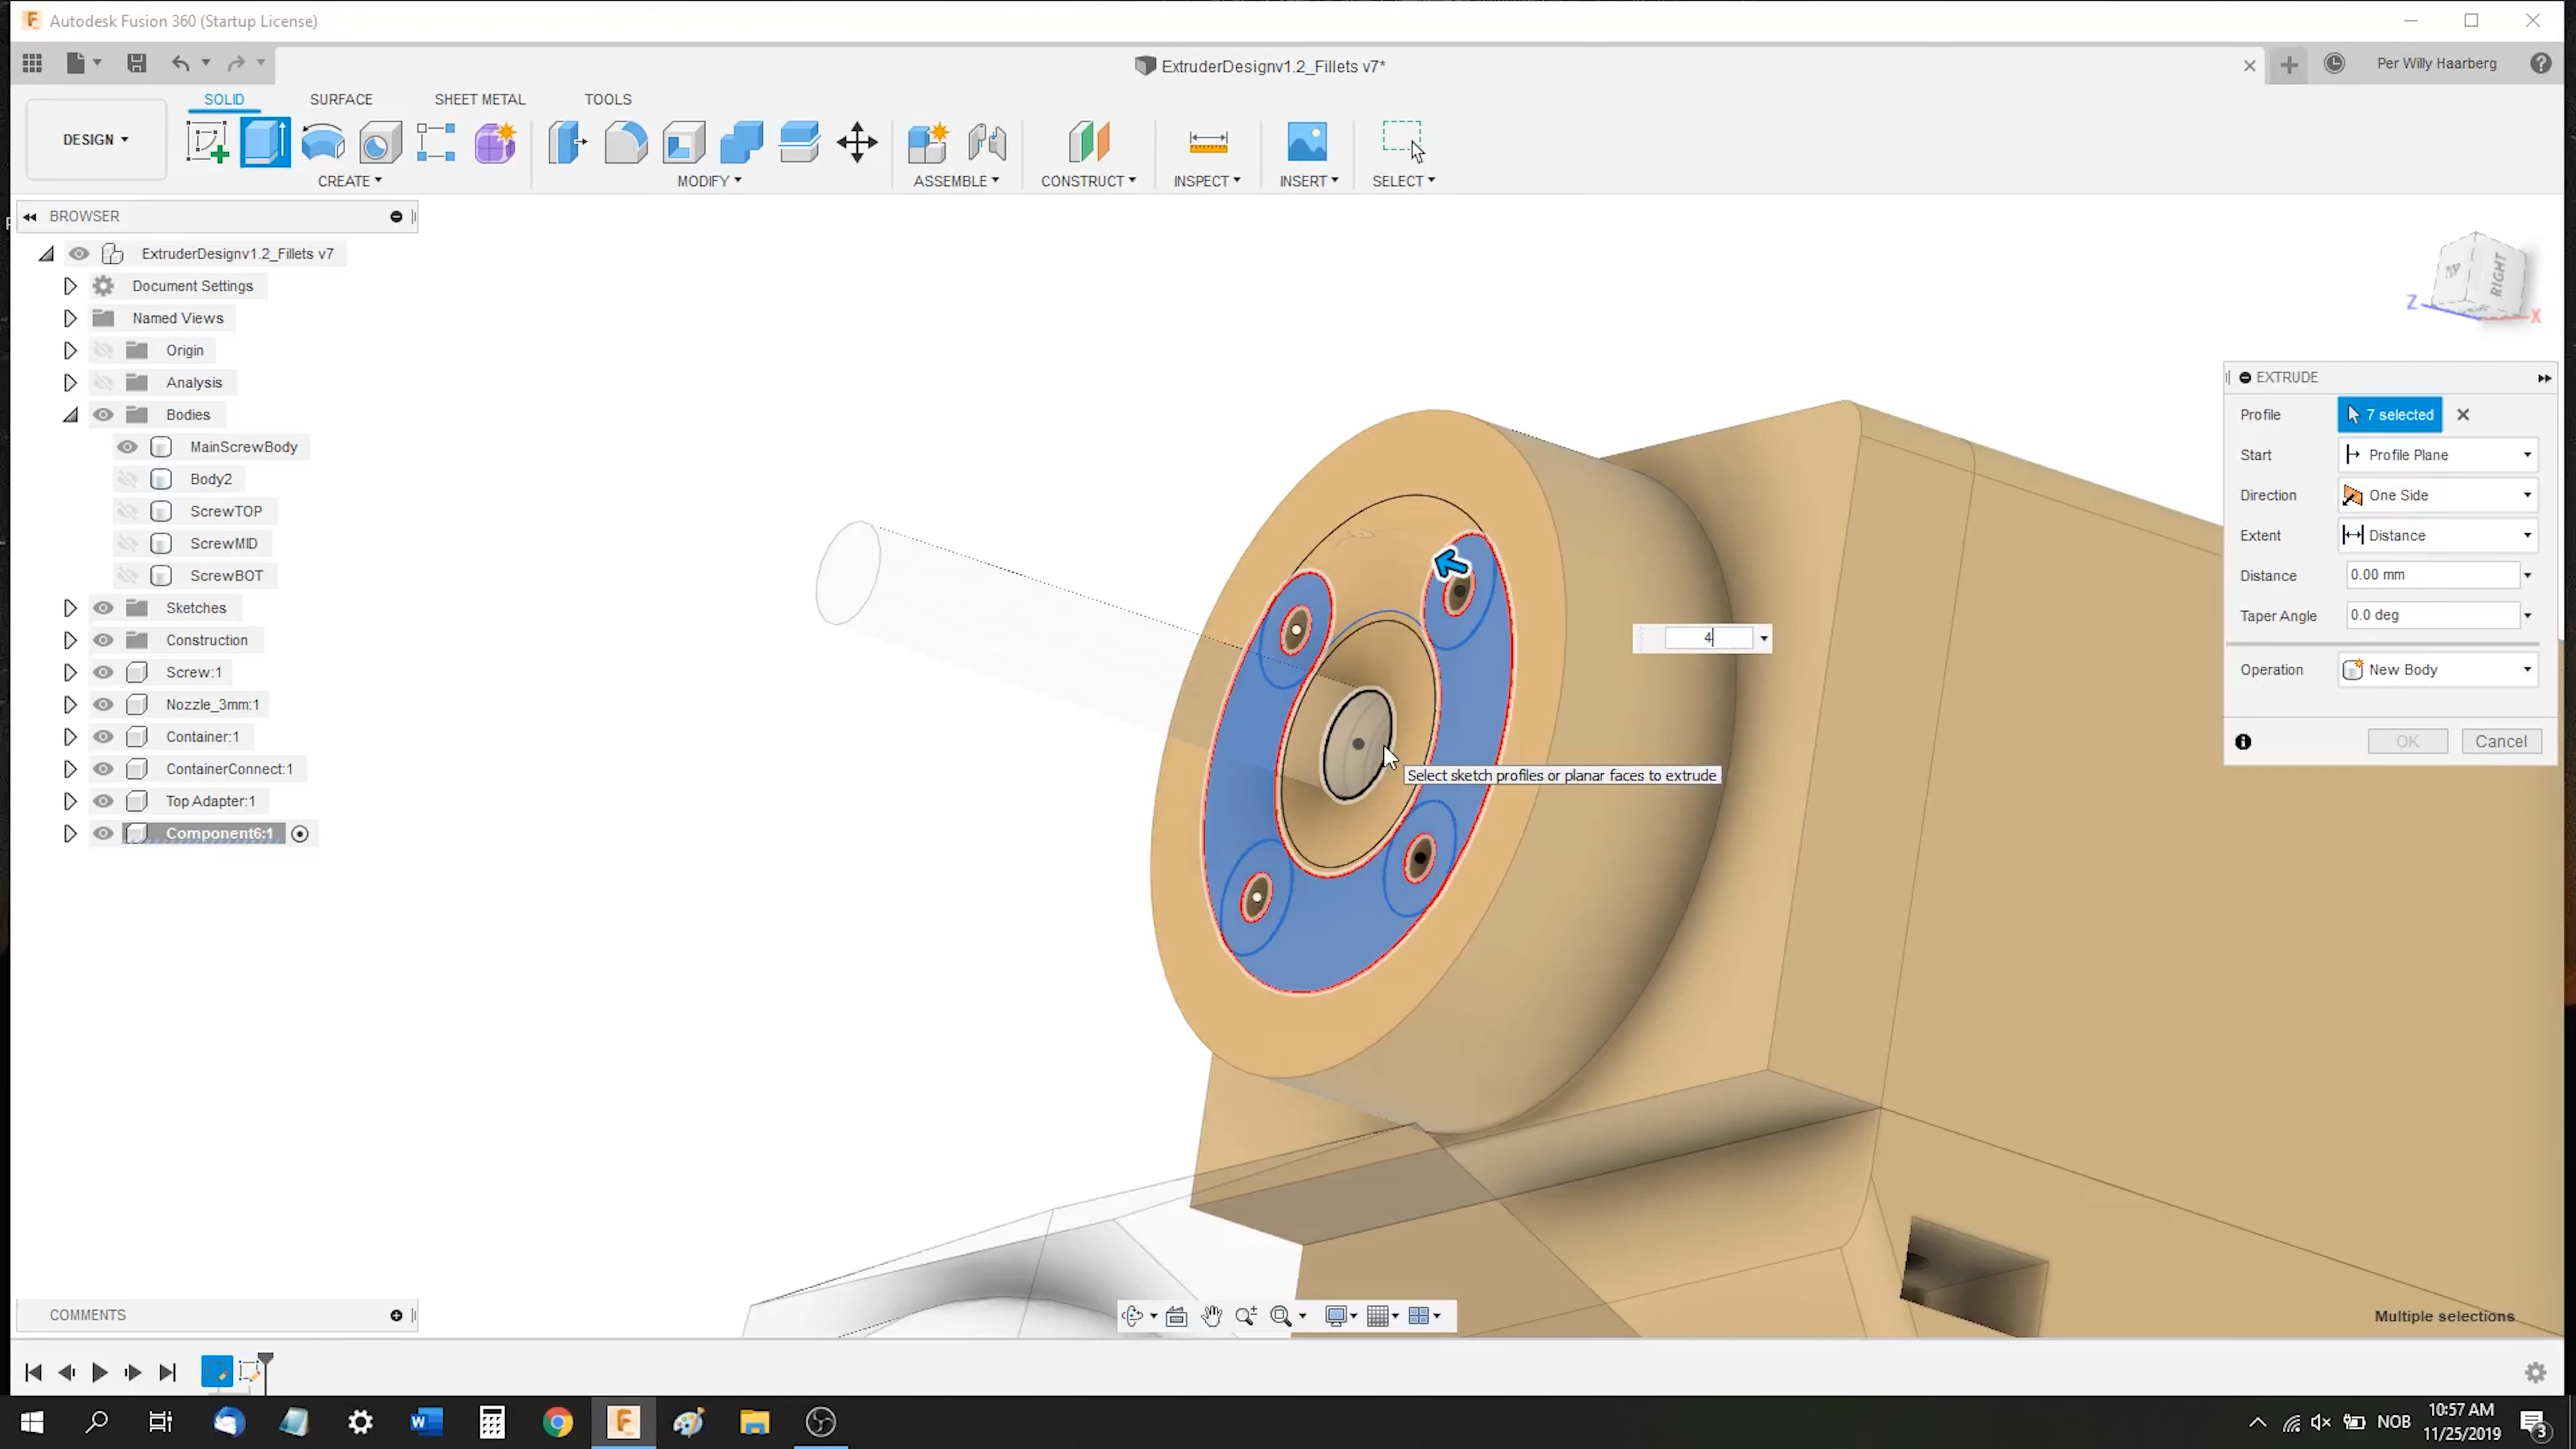 Autodesk Fusion 360 (Startup License)
ExtruderDesignv1.2_Fillets v7*
Per Willy Haarberg
DESIGN
SOLID
SURFACE
SHEET METAL
TOOLS
CREATE
MODIFY
ASSEMBLE
CONSTRUCT
INSPECT
INSERT
SELECT
BROWSER
ExtruderDesignv1.2_Fillets v7
Document Settings
Named Views
Origin
Analysis
Bodies
MainScrewBody
Body2
ScrewTOP
ScrewMID
ScrewBOT
Sketches
Construction
Screw:1
Nozzle_3mm:1
Container:1
ContainerConnect:1
Top Adapter:1
Component6:1
TOP
RIGHT
Z
X
EXTRUDE
Profile
7 selected
Start
Profile Plane
Direction
One Side
Extent
Distance
Distance
0.00 mm
Taper Angle
0.0 deg
Operation
New Body
OK
Cancel
4
Select sketch profiles or planar faces to extrude
COMMENTS
Multiple selections
NOB
10:57 AM
11/25/2019
3